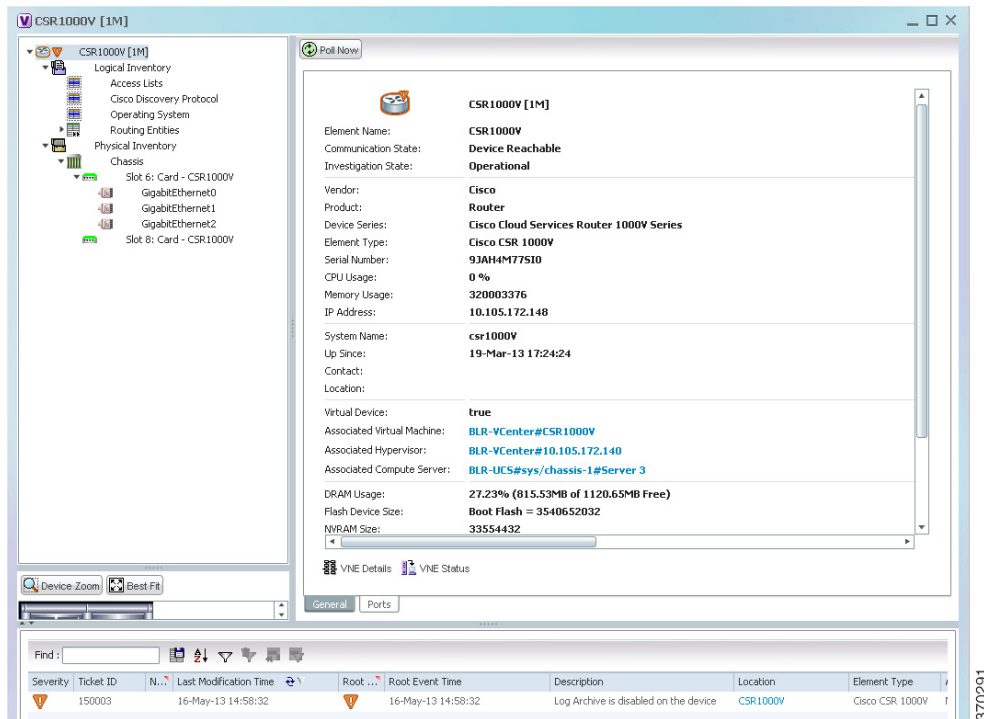 CSR1000V [1M]
CSR1000V [1M]
Logical Inventory
Access Lists
Cisco Discovery Protocol
Operating System
Routing Entities
Physical Inventory
Chassis
Slot 6: Card - CSR1000V
GigabitEthernet0
GigabitEthernet1
GigabitEthernet2
Slot 8: Card - CSR1000V
Device Zoom Best Fit
Poll Now
CSR1000V [1M]
Element Name: CSR1000V
Communication State: Device Reachable
Investigation State: Operational
Vendor: Cisco
Product: Router
Device Series: Cisco Cloud Services Router 1000V Series
Element Type: Cisco CSR 1000V
Serial Number: 9JAH4M77SI0
CPU Usage: 0 %
Memory Usage: 320003376
IP Address: 10.105.172.148
System Name: csr1000V
Up Since: 19-Mar-13 17:24:24
Contact:
Location:
Virtual Device: true
Associated Virtual Machine: BLR-VCenter#CSR1000V
Associated Hypervisor: BLR-VCenter#10.105.172.140
Associated Compute Server: BLR-UCS#sys/chassis-1#Server 3
DRAM Usage: 27.23% (815.53MB of 1120.65MB Free)
Flash Device Size: Boot Flash = 3540652032
NVRAM Size: 33554432
VNE Details VNE Status
General Ports
Find :
Severity Ticket ID N... Last Modification Time Root ... Root Event Time Description Location Element Type
150003 16-May-13 14:58:32 16-May-13 14:58:32 Log Archive is disabled on the device CSR1000V Cisco CSR 1000V
370291